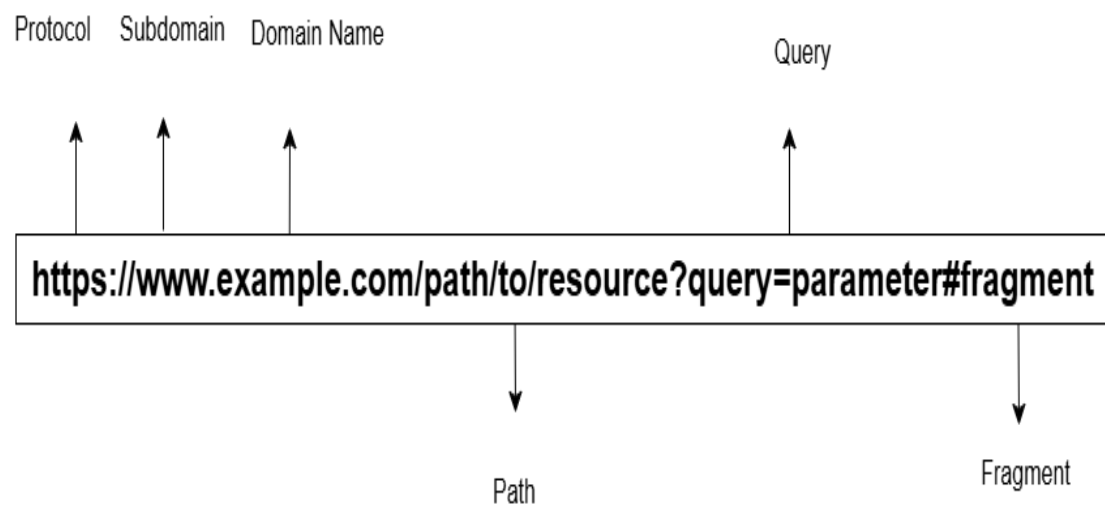 Protocol Subdomain Domain Name
Query
https://www.example.com/path/to/resource?query=parameter#fragment
Path
Fragment